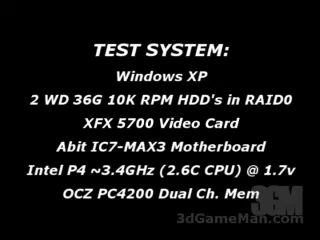 TEST SYSTEM:
Windows XP
2 WD 36G 10K RPM HDD's in RAID0
XFX 5700 Video Card
Abit IC7-MAX3 Motherboard
Intel P4 ~3.4GHz (2.6C CPU) @ 1.7v
OCZ PC4200 Dual Ch. Mem
3GM
3dGameMan.com